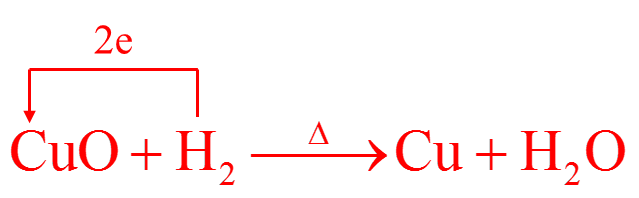 2e
Δ
CuO + H₂ ⟶ Cu + H₂O